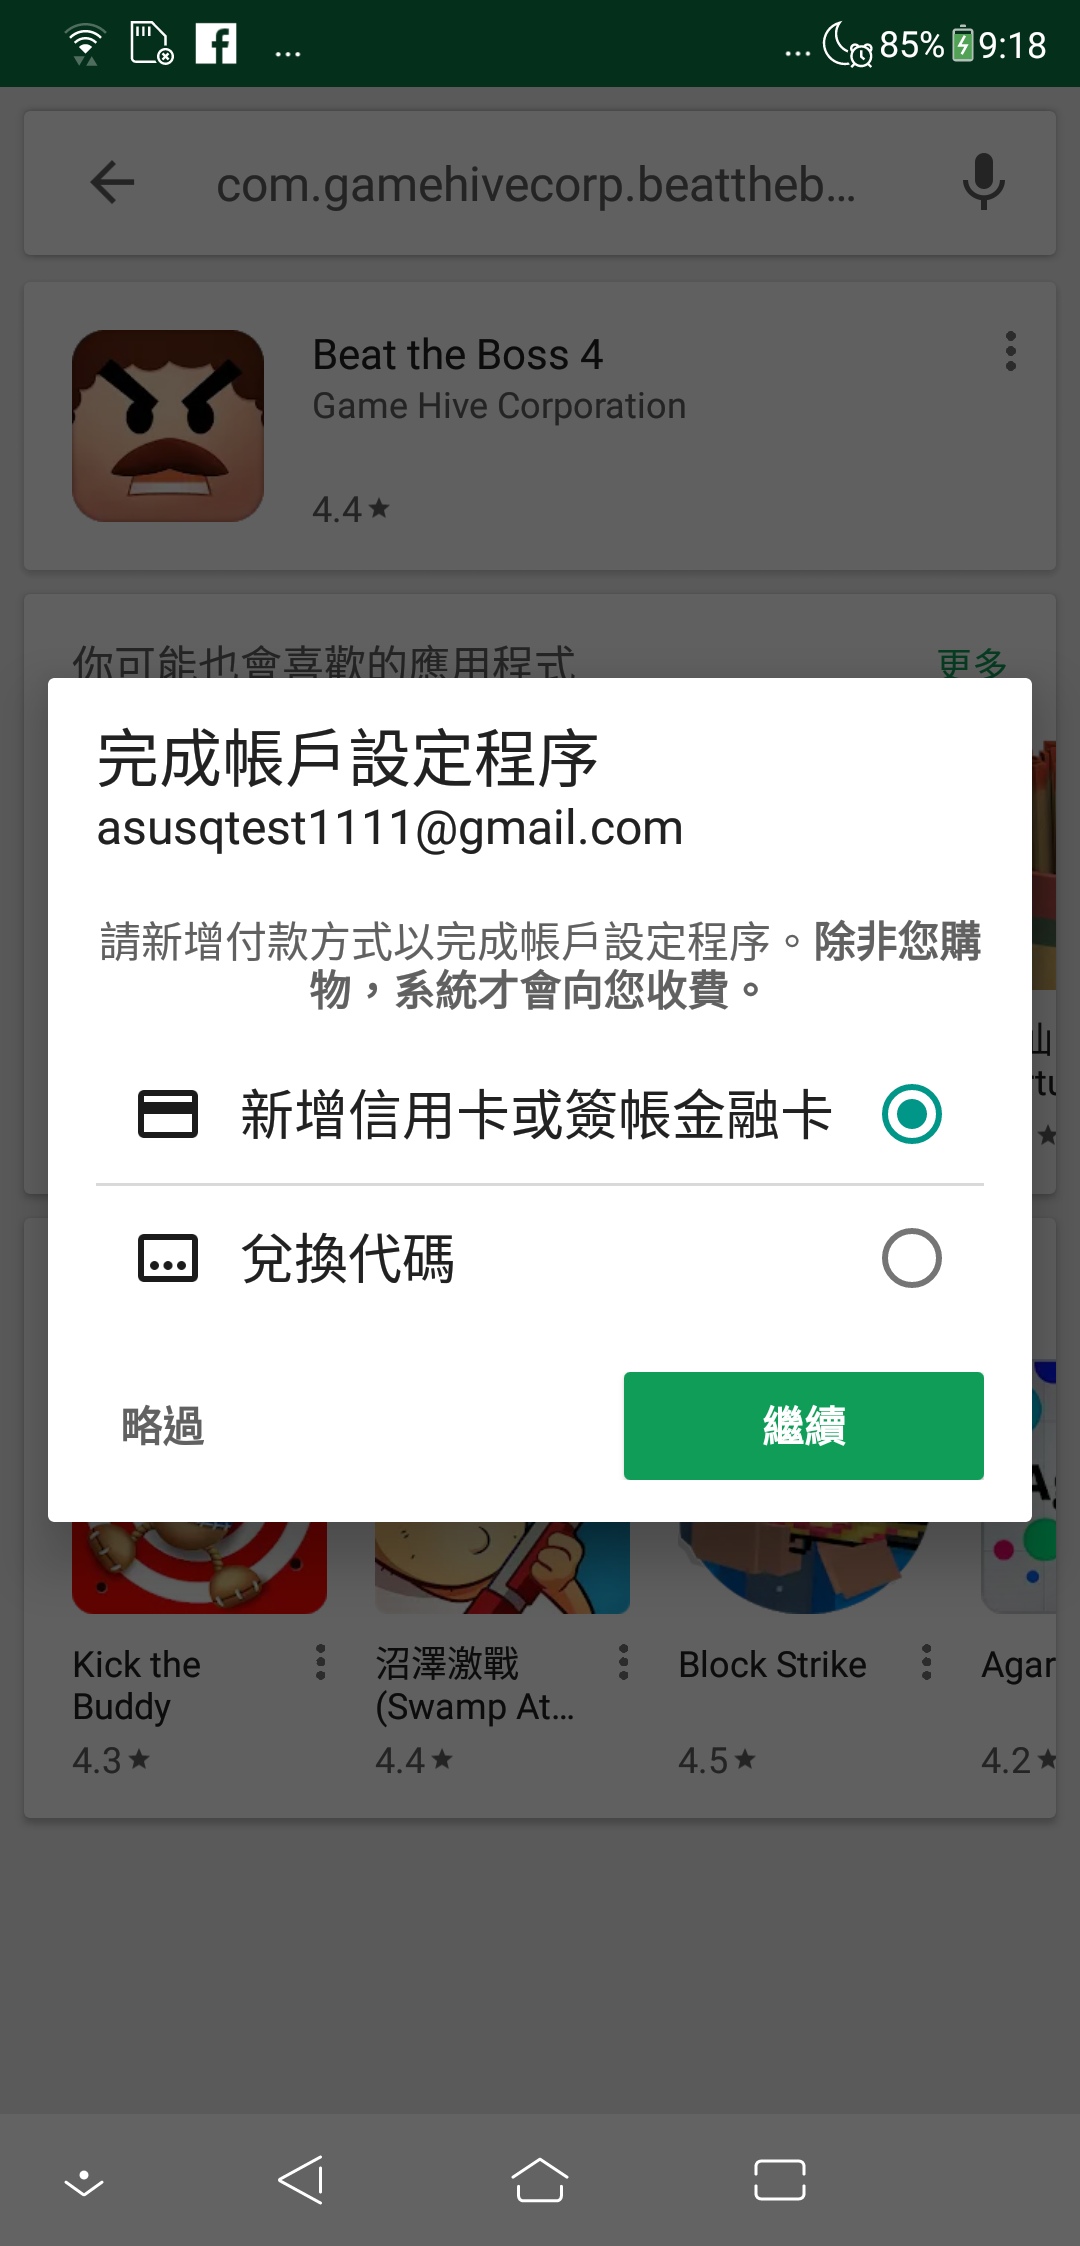 ... ... 85% 9:18
com.gamehivecorp.beattheb...
Beat the Boss 4
Game Hive Corporation
4.4★
你可能也會喜歡的應用程式 更多
完成帳戶設定程序
asusqtest1111@gmail.com
請新增付款方式以完成帳戶設定程序。除非您購
物，系統才會向您收費。
新增信用卡或簽帳金融卡
兌換代碼
略過 繼續
Kick the
Buddy
4.3★
沼澤激戰
(Swamp At...
4.4★
Block Strike
4.5★
Agar
4.2★